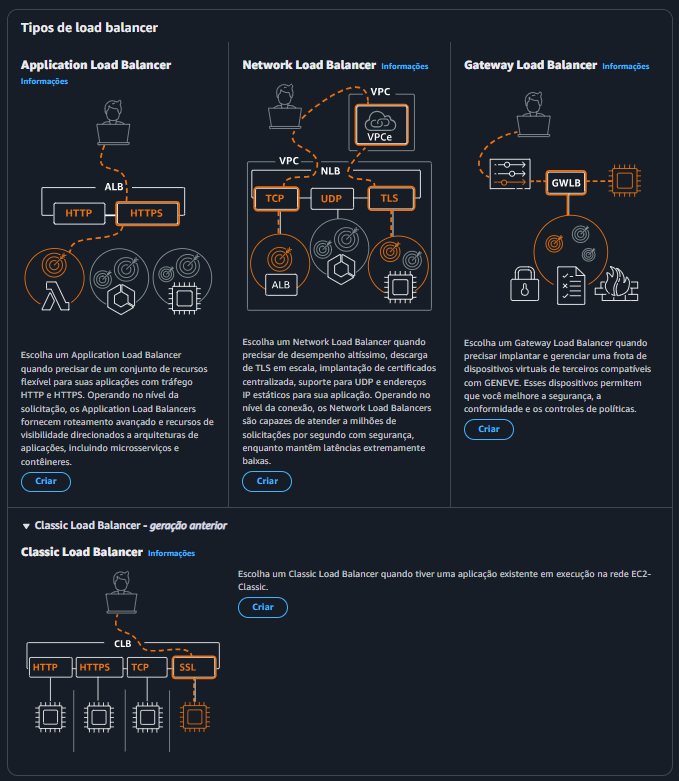 Tipos de load balancer
Application Load Balancer
Informações
ALB
HTTP
HTTPS
Escolha um Application Load Balancer
quando precisar de um conjunto de recursos
flexível para suas aplicações com tráfego
HTTP e HTTPS. Operando no nível da
solicitação, os Application Load Balancers
fornecem roteamento avançado e recursos de
visibilidade direcionados a arquiteturas de
aplicações, incluindo microsserviços e
contêineres.
Criar
Network Load Balancer Informações
VPC
VPCe
VPC
NLB
TCP
UDP
TLS
ALB
Escolha um Network Load Balancer quando
precisar de desempenho altíssimo, descarga
de TLS em escala, implantação de certificados
centralizada, suporte para UDP e endereços
IP estáticos para sua aplicação. Operando no
nível da conexão, os Network Load Balancers
são capazes de atender a milhões de
solicitações por segundo com segurança,
enquanto mantêm latências extremamente
baixas.
Criar
Gateway Load Balancer Informações
GWLB
Escolha um Gateway Load Balancer quando
precisar implantar e gerenciar uma frota de
dispositivos virtuais de terceiros compatíveis
com GENEVE. Esses dispositivos permitem
que você melhore a segurança, a
conformidade e os controles de políticas.
Criar
Classic Load Balancer - geração anterior
Classic Load Balancer Informações
CLB
HTTP
HTTPS
TCP
SSL
Escolha um Classic Load Balancer quando tiver uma aplicação existente em execução na rede EC2-
Classic.
Criar